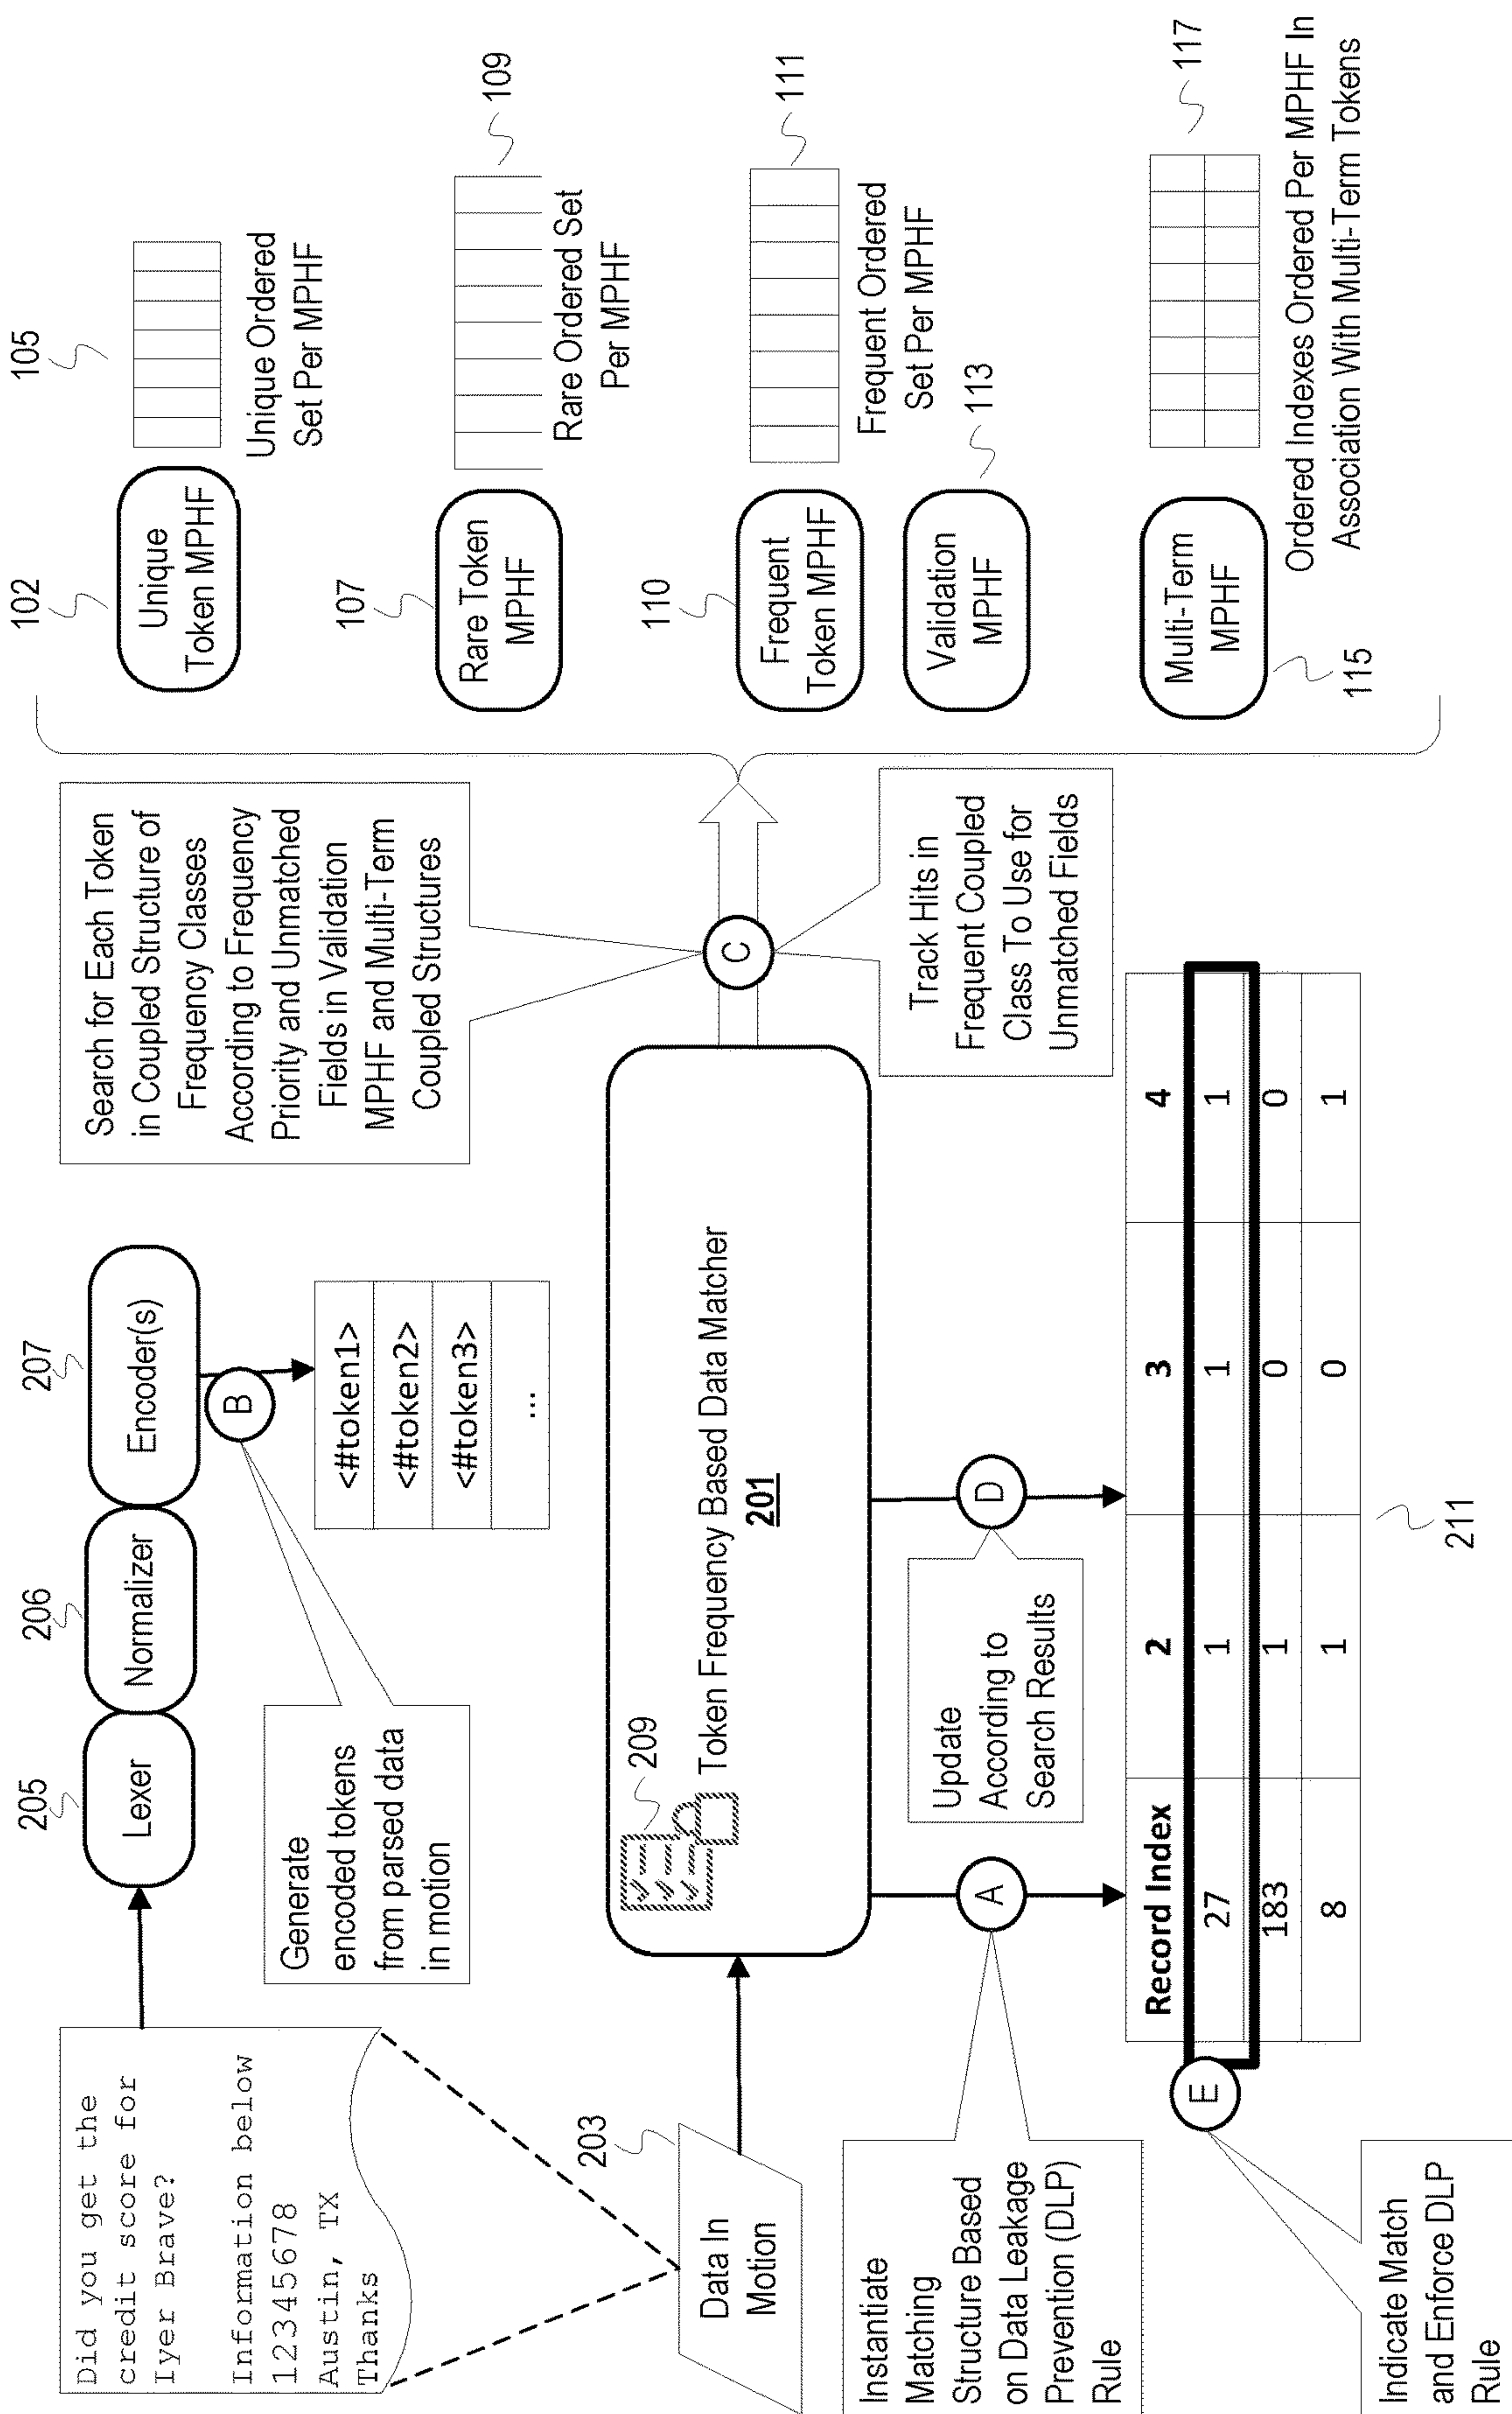 Did you get the
credit score for
Iyer Brave?
Information below
12345678
Austin, TX
Thanks
205
Lexer
206
Normalizer
207
Encoder(s)
B
Generate
encoded tokens
from parsed data
in motion
<#token1>
<#token2>
<#token3>
...
203
Data In
Motion
209
Token Frequency Based Data Matcher
201
Search for Each Token
in Coupled Structure of
Frequency Classes
According to Frequency
Priority and Unmatched
Fields in Validation
MPHF and Multi-Term
Coupled Structures
C
Track Hits in
Frequent Coupled
Class To Use for
Unmatched Fields
102
Unique
Token MPHF
105
Unique Ordered
Set Per MPHF
107
Rare Token
MPHF
109
Rare Ordered Set
Per MPHF
110
Frequent
Token MPHF
111
Frequent Ordered
Set Per MPHF
Validation
MPHF
113
Multi-Term
MPHF
115
117
Ordered Indexes Ordered Per MPHF In
Association With Multi-Term Tokens
Instantiate
Matching
Structure Based
on Data Leakage
Prevention (DLP)
Rule
A
Update
According to
Search Results
D
Record Index 2 3 4
27 1 1 1
183 1 0 0
8 1 0 1
211
E
Indicate Match
and Enforce DLP
Rule